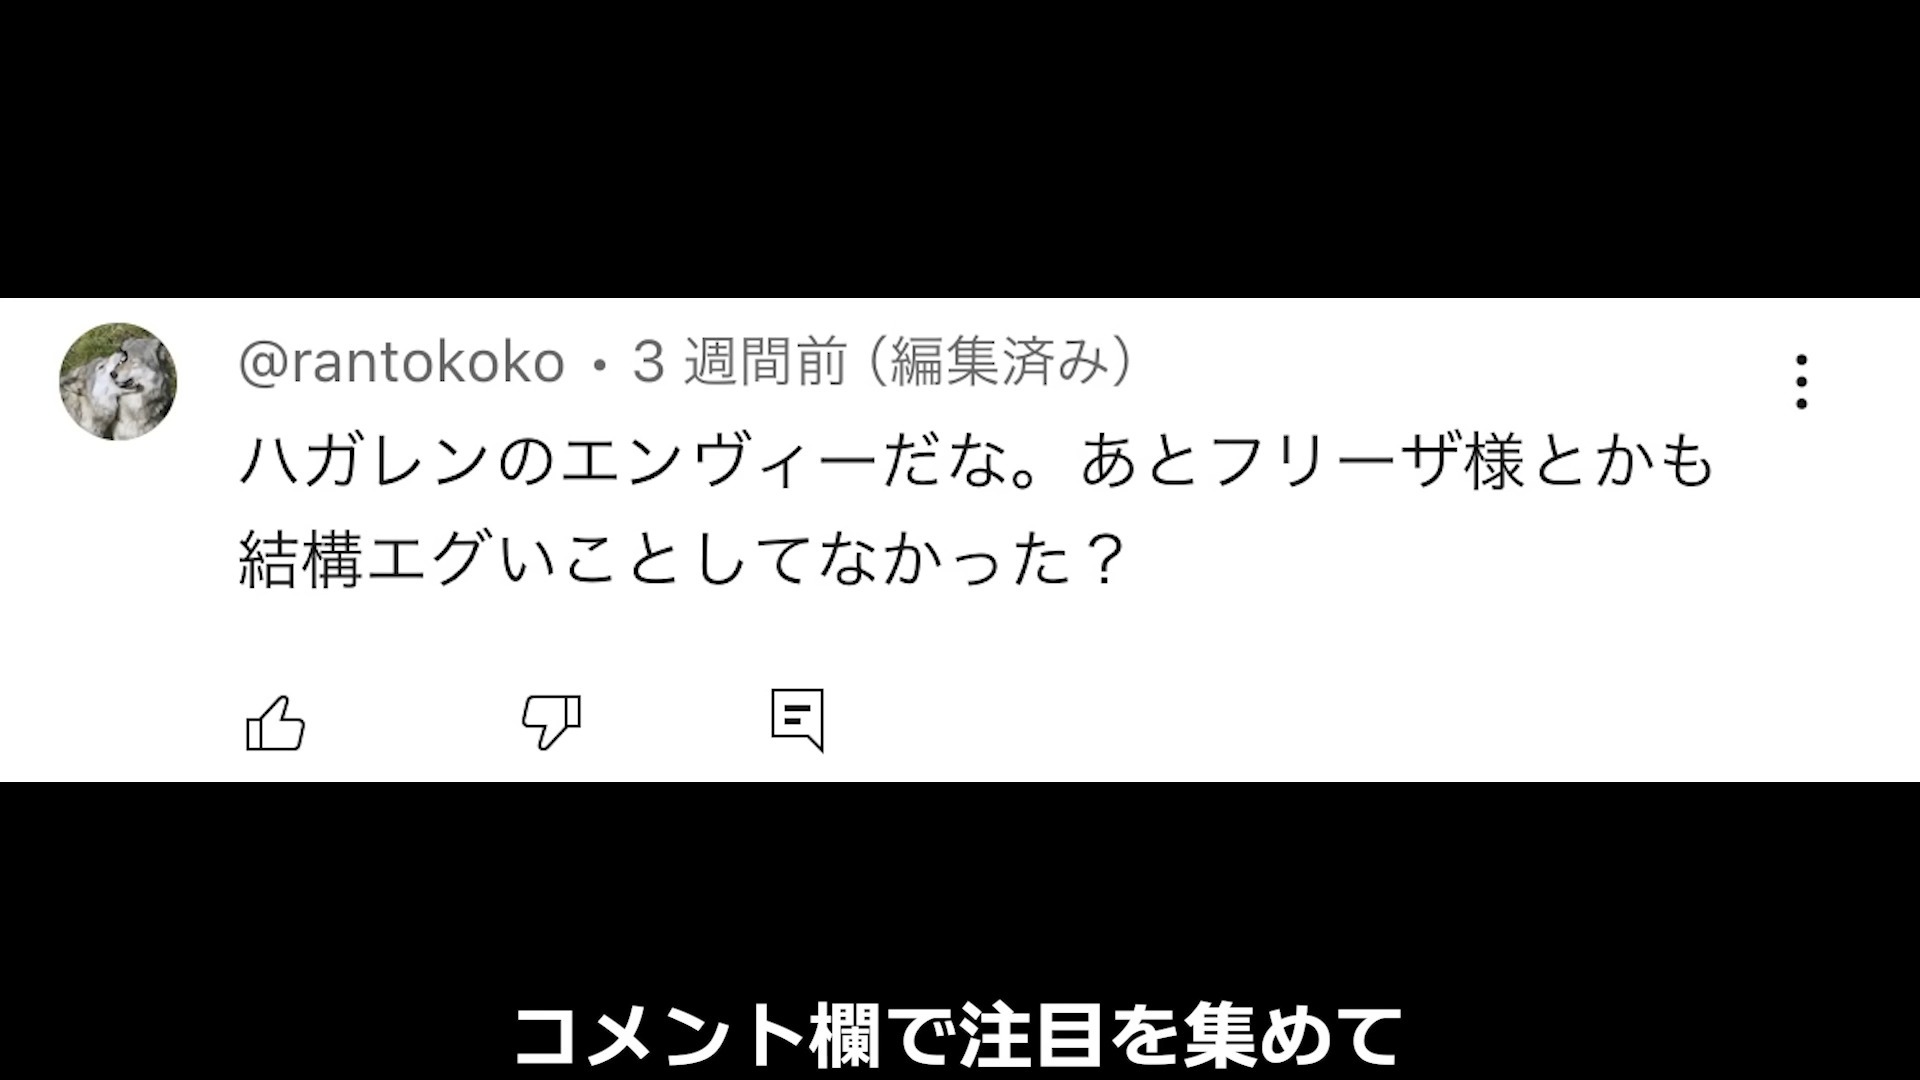 @rantokoko・3 週間前（編集済み）
ハガレンのエンヴィーだな。あとフリーザ様とかも
結構エグいことしてなかった？
コメント欄で注目を集めて